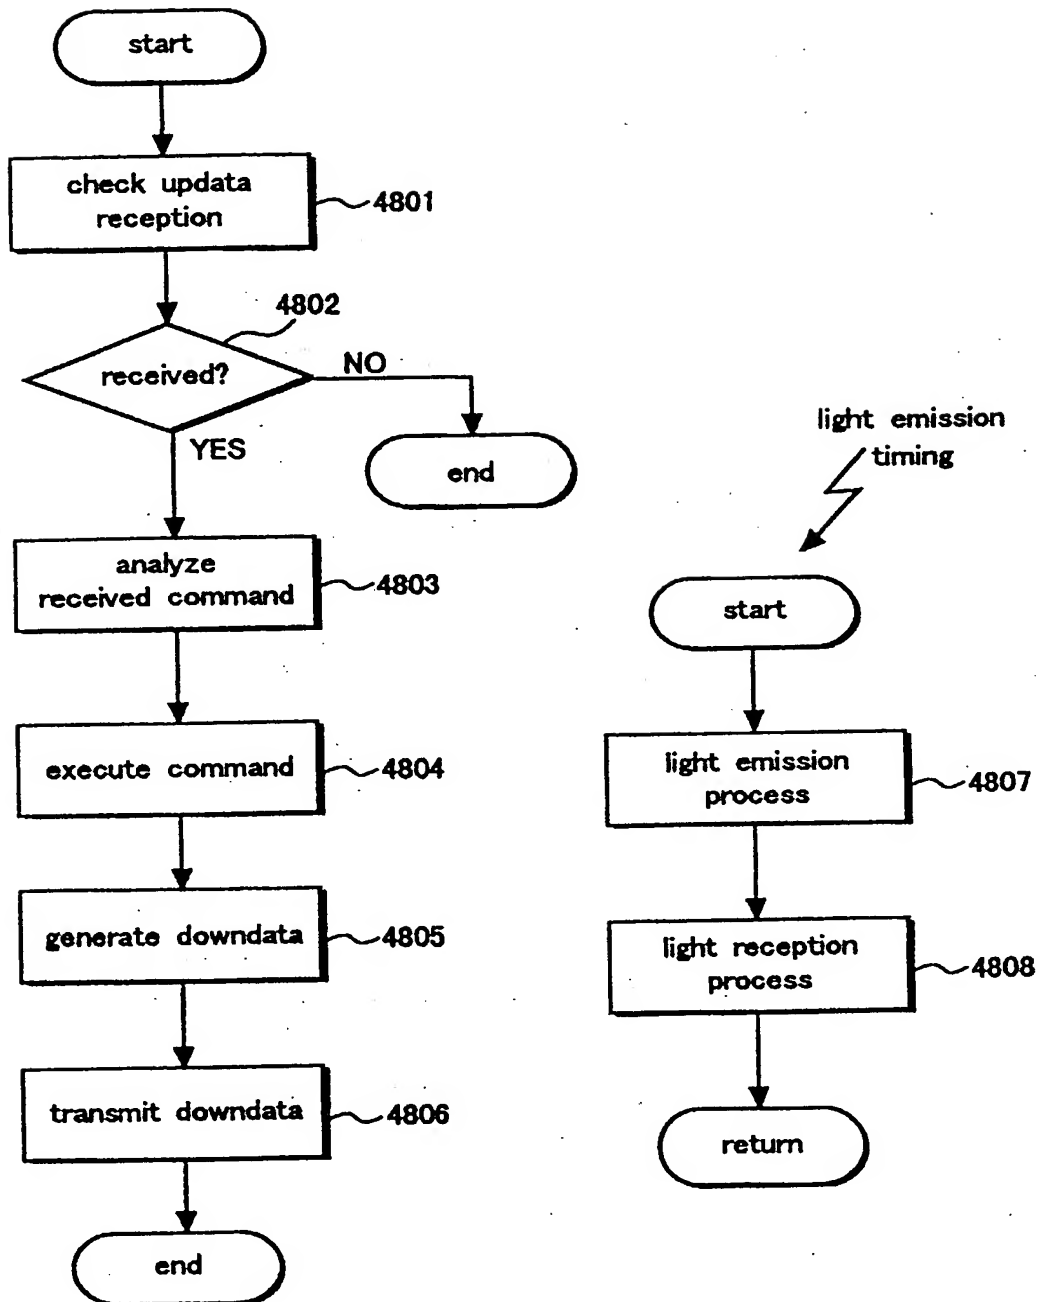 start
check updata
reception
4801
4802
received?
NO
YES
end
analyze
received command
4803
execute command
4804
generate downdata
4805
transmit downdata
4806
end
light emission
timing
start
light emission
process
4807
light reception
process
4808
return